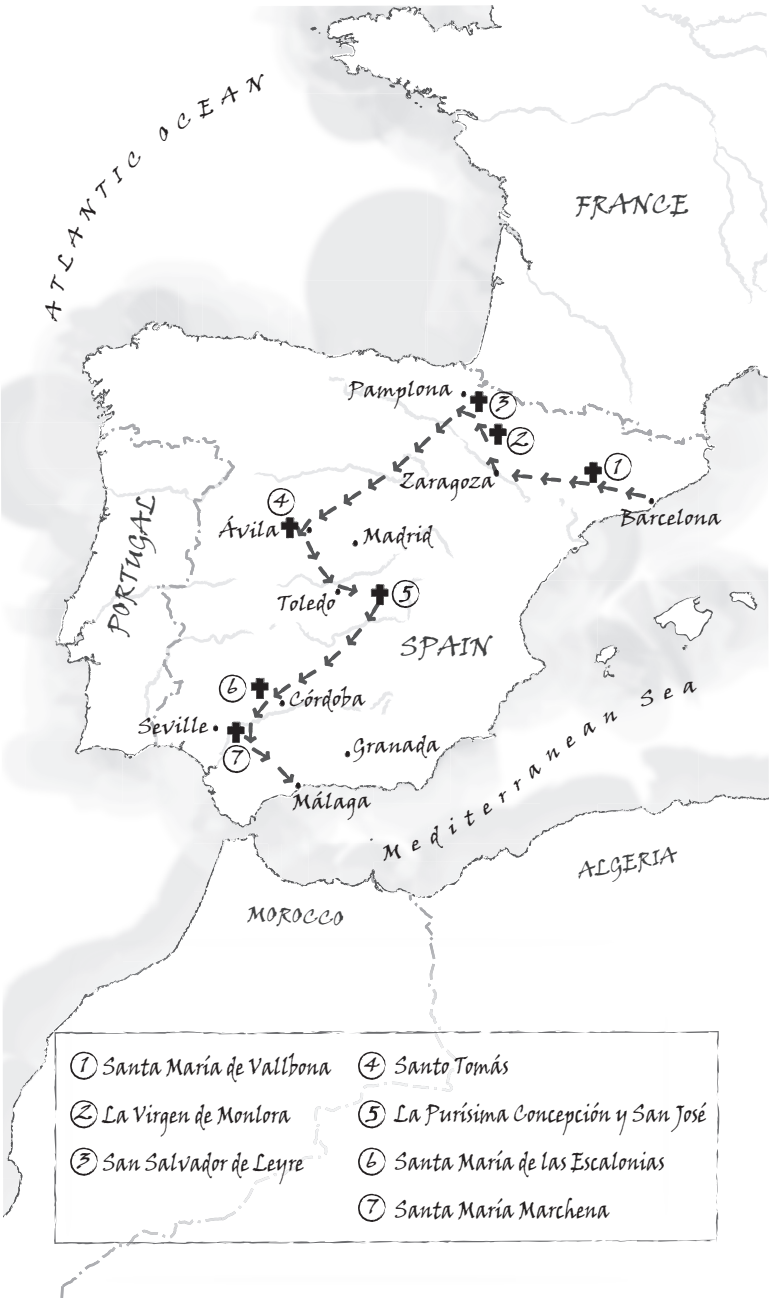 ATLANTIC OCEAN
FRANCE
Pamplona
3
2
1
Zaragoza
Barcelona
4
Ávila
Madrid
PORTUGAL
Toledo
5
SPAIN
6
Córdoba
Seville
7
Granada
Málaga
Mediterranean Sea
ALGERIA
MOROCCO
1 Santa María de Vallbona
2 La Virgen de Monlora
3 San Salvador de Leyre
4 Santo Tomás
5 La Purísima Concepción y San José
6 Santa María de las Escalonias
7 Santa María Marchena